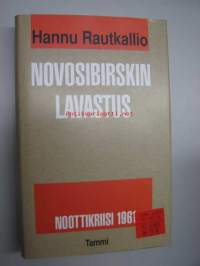 Hannu Rautkallio
NOVOSIBIRSKIN
LAVASTUS
NOOTTIKRIISI 1961
Tammi